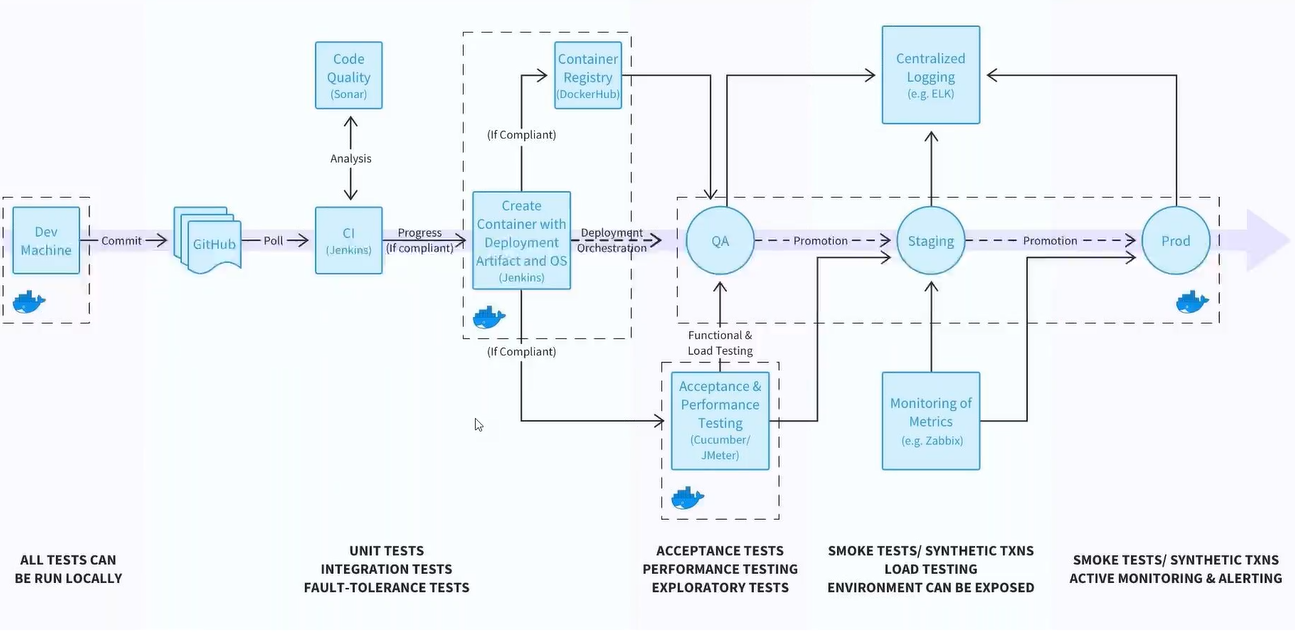 Code
Quality
(Sonar)
Container
Registry
(DockerHub)
Centralized
Logging
(e.g. ELK)
(If Compliant)
Analysis
Dev
Machine
Commit
GitHub
Poll
CI
(Jenkins)
Progress
(If compliant)
Create
Container with
Deployment
Artifact and OS
(Jenkins)
Deployment
Orchestration
QA
Promotion
Staging
Promotion
Prod
(If Compliant)
Functional &
Load Testing
Acceptance &
Performance
Testing
(Cucumber/
JMeter)
Monitoring of
Metrics
(e.g. Zabbix)
ALL TESTS CAN
BE RUN LOCALLY
UNIT TESTS
INTEGRATION TESTS
FAULT-TOLERANCE TESTS
ACCEPTANCE TESTS
PERFORMANCE TESTING
EXPLORATORY TESTS
SMOKE TESTS/ SYNTHETIC TXNS
LOAD TESTING
ENVIRONMENT CAN BE EXPOSED
SMOKE TESTS/ SYNTHETIC TXNS
ACTIVE MONITORING & ALERTING